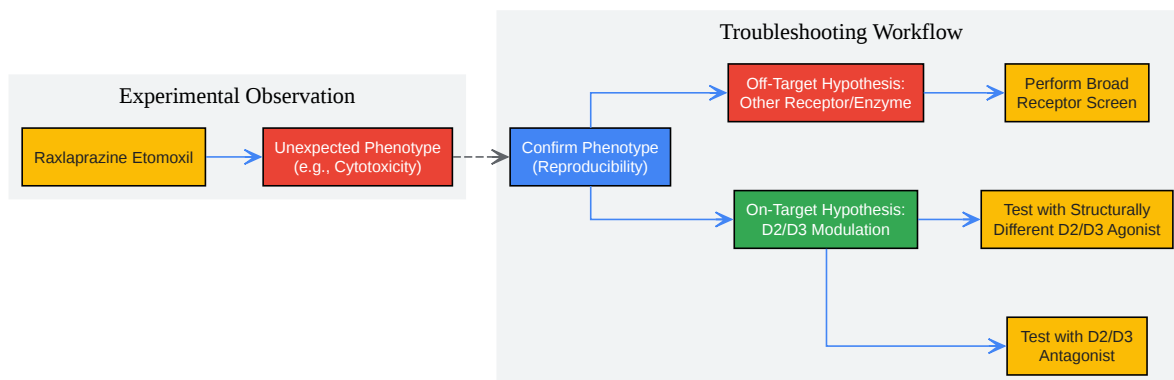 Experimental Observation
Raxlaprazine Etomoxil
Unexpected Phenotype
(e.g., Cytotoxicity)
Troubleshooting Workflow
Confirm Phenotype
(Reproducibility)
Off-Target Hypothesis:
Other Receptor/Enzyme
Perform Broad
Receptor Screen
On-Target Hypothesis:
D2/D3 Modulation
Test with Structurally
Different D2/D3 Agonist
Test with D2/D3
Antagonist